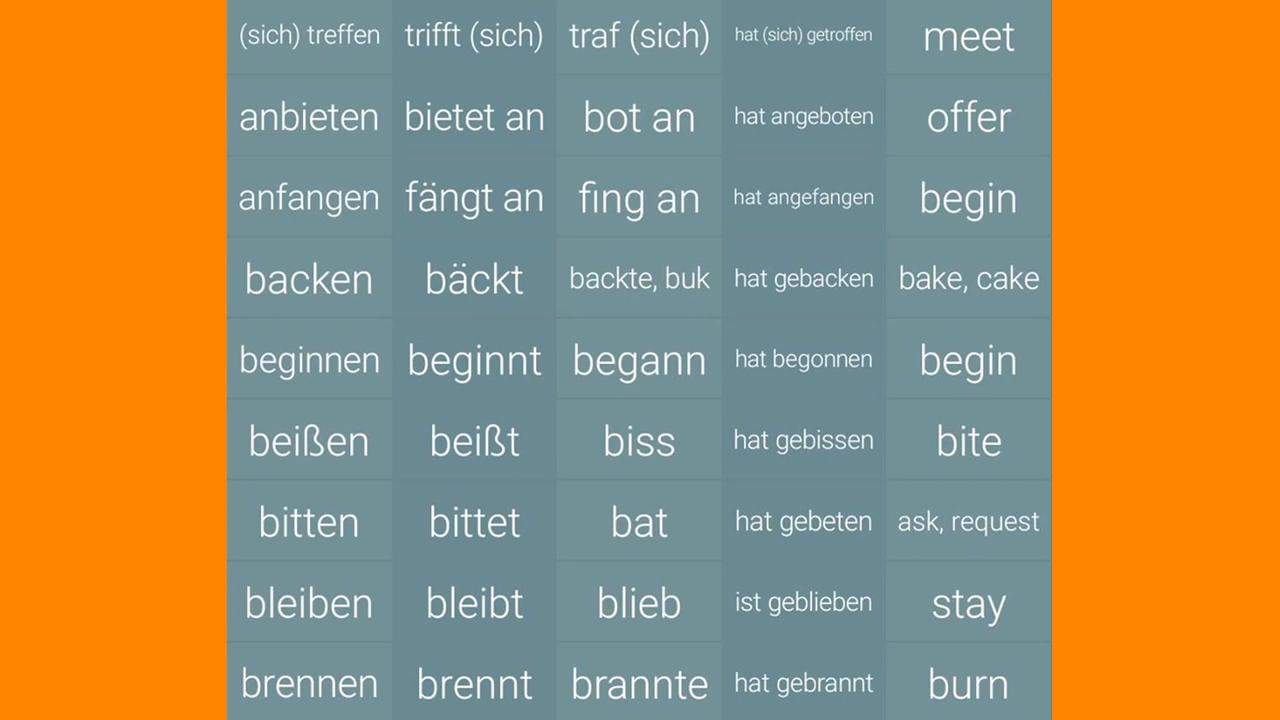 (sich) treffen trifft (sich) traf (sich) hat (sich) getroffen meet
anbieten bietet an bot an hat angeboten offer
anfangen fängt an fing an hat angefangen begin
backen bäckt backte, buk hat gebacken bake, cake
beginnen beginnt begann hat begonnen begin
beißen beißt biss hat gebissen bite
bitten bittet bat hat gebeten ask, request
bleiben bleibt blieb ist geblieben stay
brennen brennt brannte hat gebrannt burn